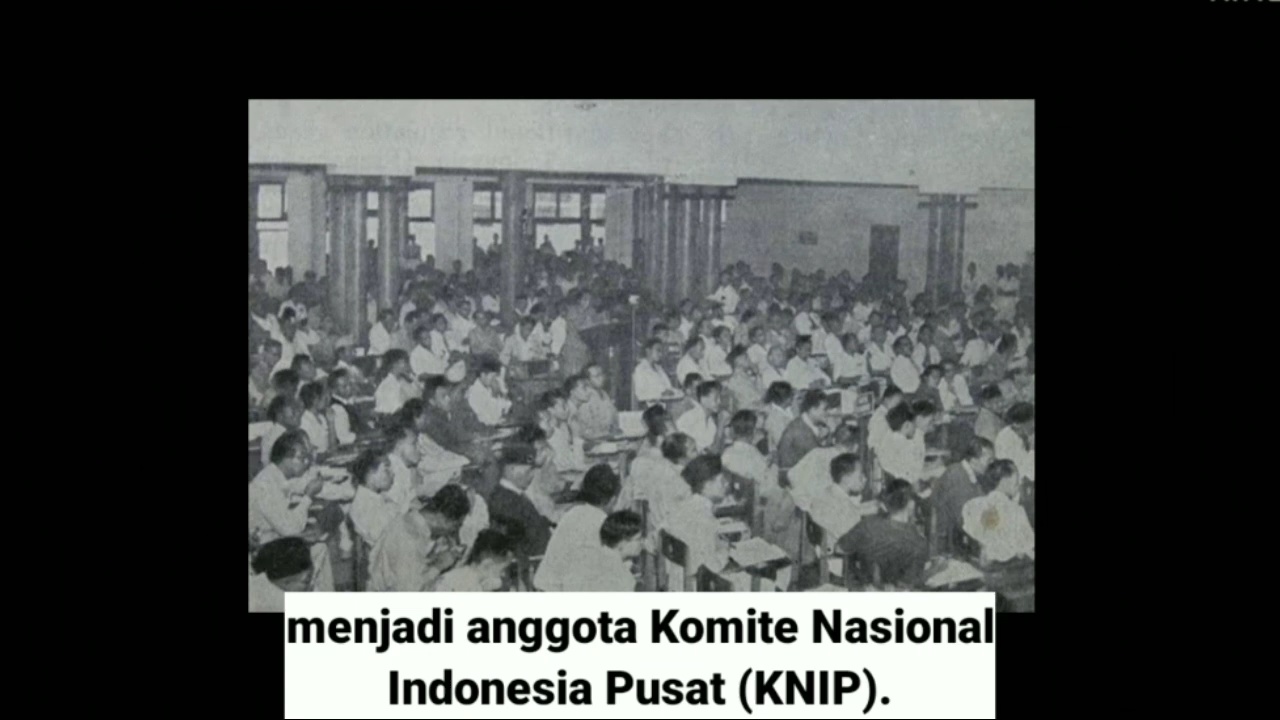 menjadi anggota Komite Nasional
Indonesia Pusat (KNIP).